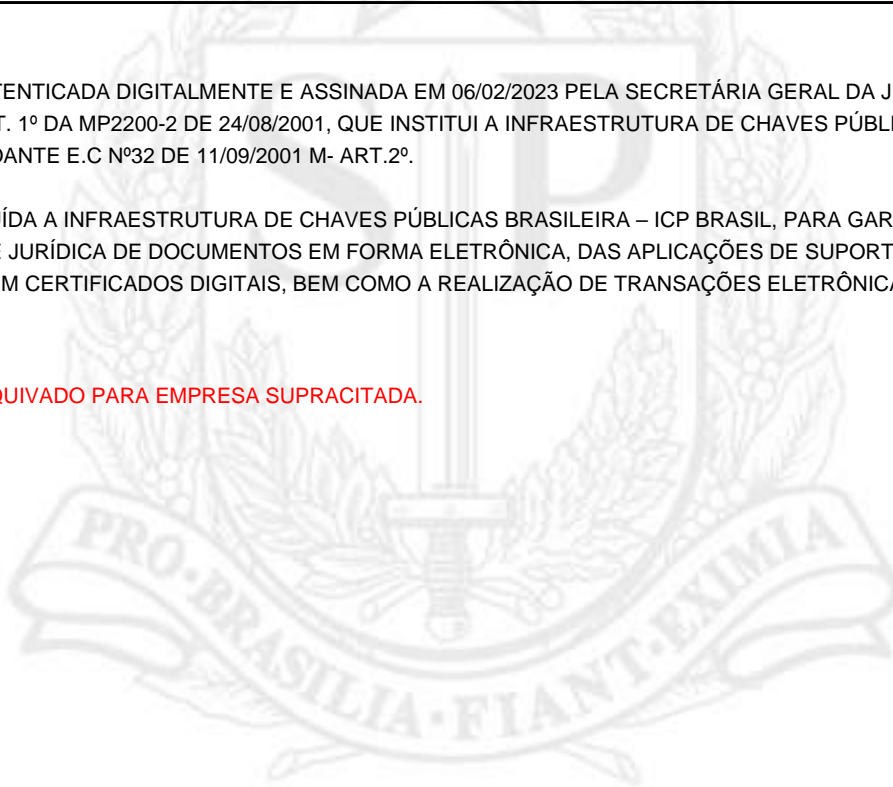 TENTICADA DIGITALMENTE E ASSINADA EM 06/02/2023 PELA SECRETÁRIA GERAL DA J
T. 1º DA MP2200-2 DE 24/08/2001, QUE INSTITUI A INFRAESTRUTURA DE CHAVES PÚBL
DANTE E.C Nº32 DE 11/09/2001 M- ART.2º.
ÍDA A INFRAESTRUTURA DE CHAVES PÚBLICAS BRASILEIRA – ICP BRASIL, PARA GAR
E JURÍDICA DE DOCUMENTOS EM FORMA ELETRÔNICA, DAS APLICAÇÕES DE SUPORT
M CERTIFICADOS DIGITAIS, BEM COMO A REALIZAÇÃO DE TRANSAÇÕES ELETRÔNICA
QUIVADO PARA EMPRESA SUPRACITADA.
SP
PRO·BRASILIA·FIANT·EXIMIA